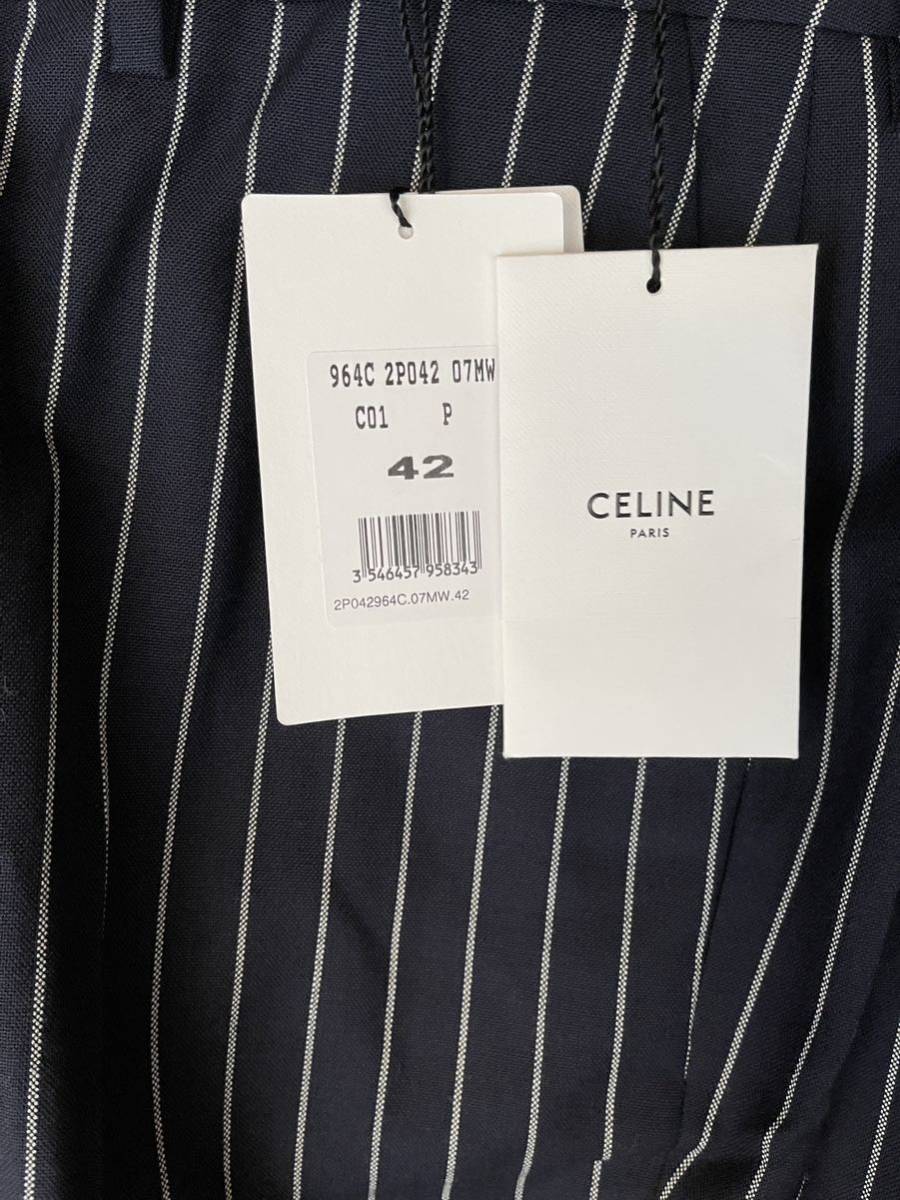 964C 2P042 07MW
C01 P
42
3 546457 958343
2P042964C.07MW.42
CELINE
PARIS